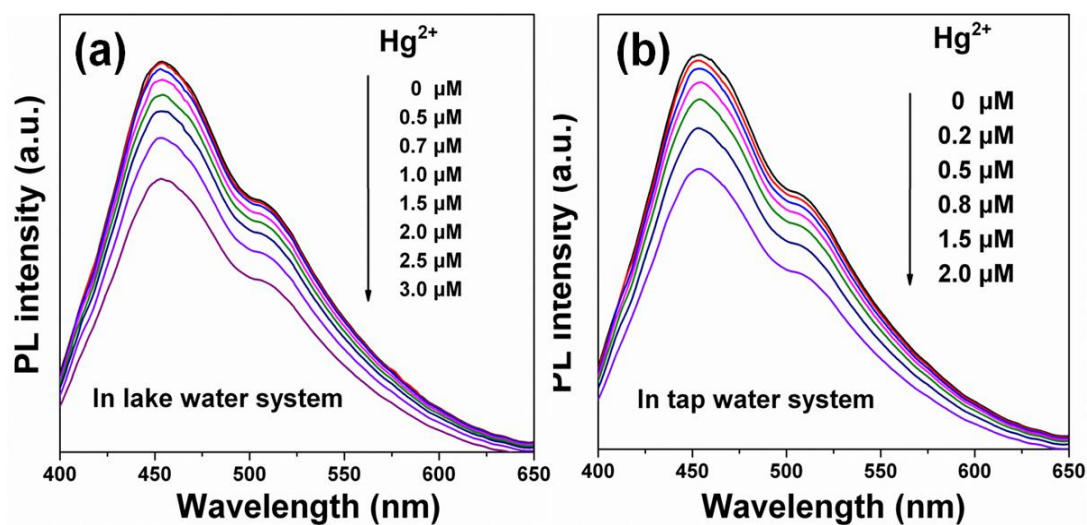 (a)
Hg²⁺
0 µM
0.5 µM
0.7 µM
1.0 µM
1.5 µM
2.0 µM
2.5 µM
3.0 µM
In lake water system
PL intensity (a.u.)
400 450 500 550 600 650
Wavelength (nm)
(b)
Hg²⁺
0 µM
0.2 µM
0.5 µM
0.8 µM
1.5 µM
2.0 µM
In tap water system
PL intensity (a.u.)
400 450 500 550 600 650
Wavelength (nm)